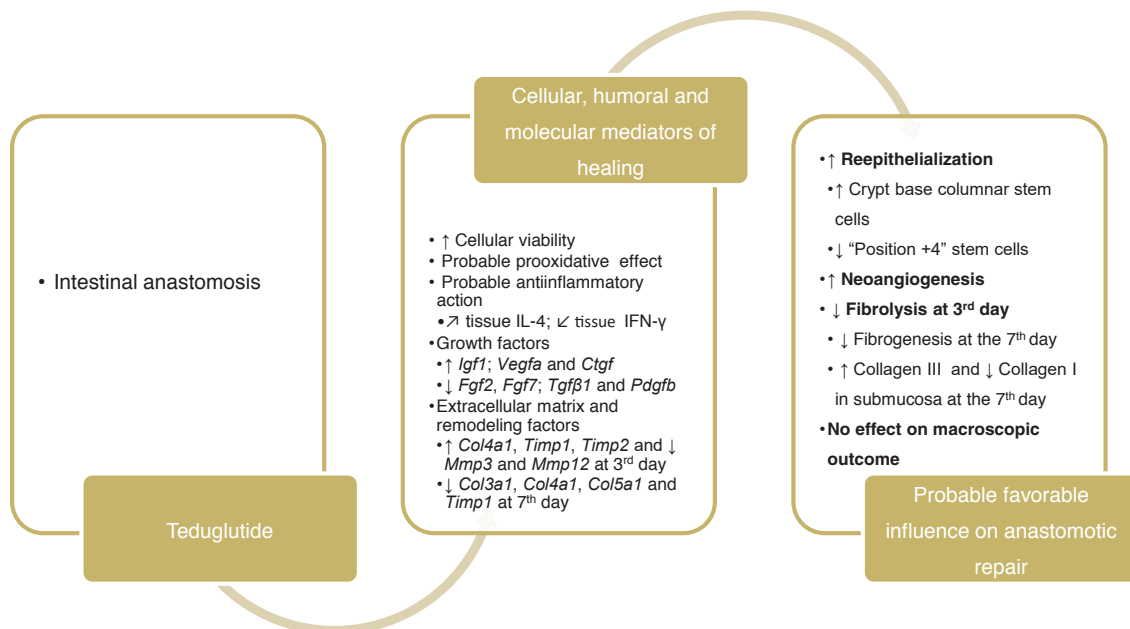 • Intestinal anastomosis
Teduglutide
Cellular, humoral and
molecular mediators of
healing
• ↑ Cellular viability
• Probable prooxidative effect
• Probable antiinflammatory
action
•↗ tissue IL-4; ↙ tissue IFN-γ
•Growth factors
•↑ Igf1; Vegfa and Ctgf
•↓ Fgf2, Fgf7; Tgfβ1 and Pdgfb
•Extracellular matrix and
remodeling factors
•↑ Col4a1, Timp1, Timp2 and ↓
Mmp3 and Mmp12 at 3rd day
•↓ Col3a1, Col4a1, Col5a1 and
Timp1 at 7th day
•↑ Reepithelialization
•↑ Crypt base columnar stem
cells
•↓ “Position +4” stem cells
•↑ Neoangiogenesis
•↓ Fibrolysis at 3rd day
•↓ Fibrogenesis at the 7th day
•↑ Collagen III and ↓ Collagen I
in submucosa at the 7th day
•No effect on macroscopic
outcome
Probable favorable
influence on anastomotic
repair